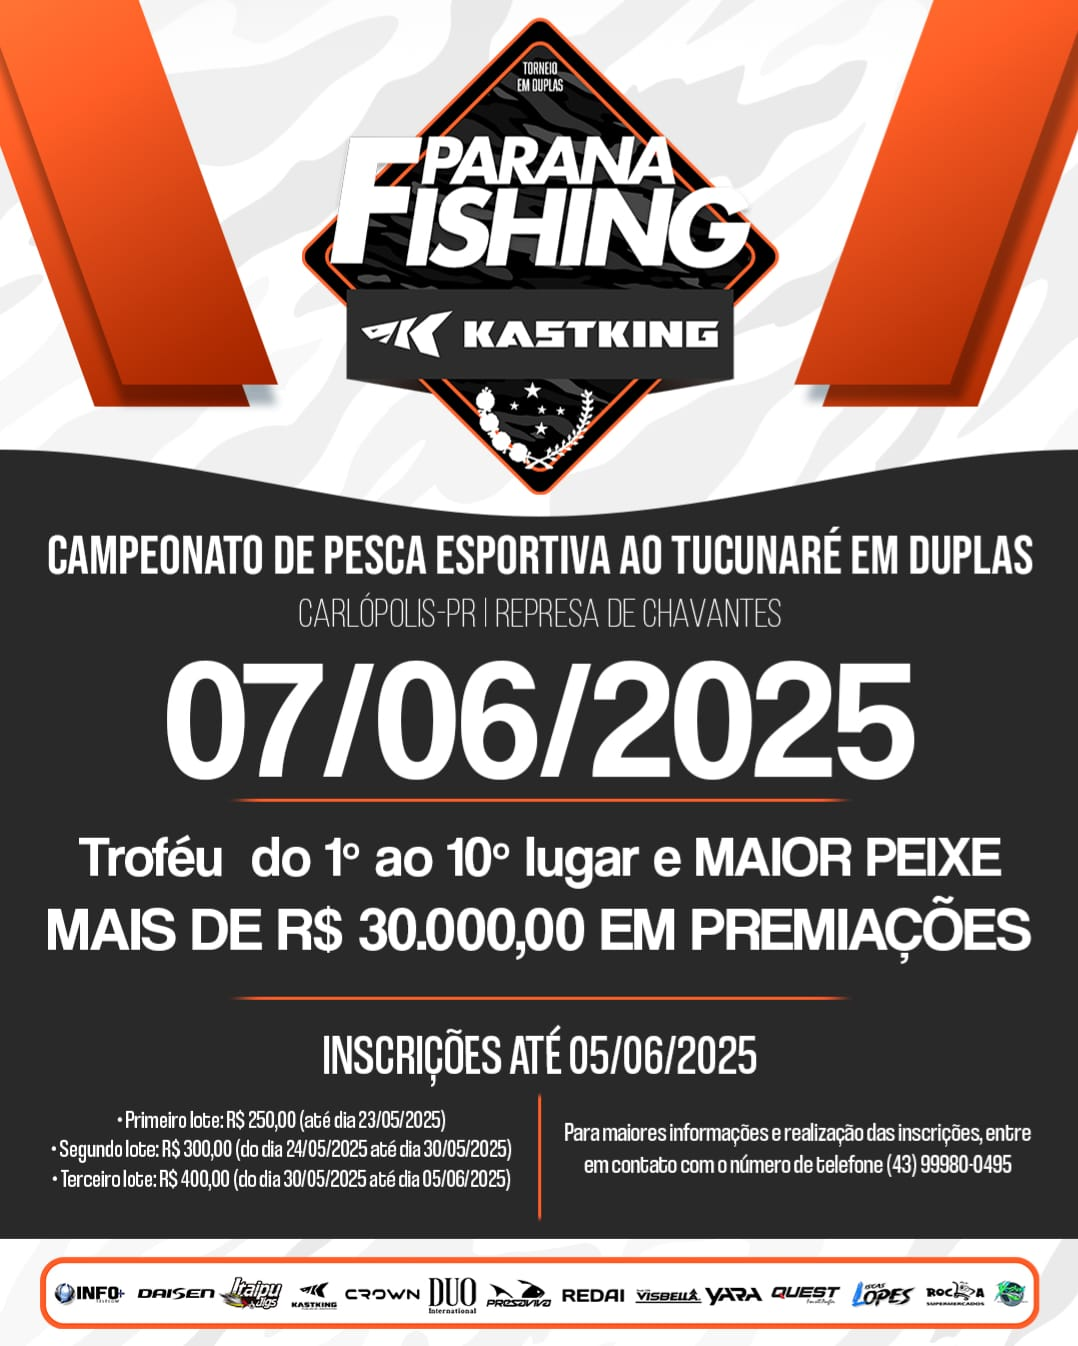 TORNEIO
EM DUPLAS
PARANA
FISHING
KASTKING
CAMPEONATO DE PESCA ESPORTIVA AO TUCUNARÉ EM DUPLAS
CARLÓPOLIS-PR | REPRESA DE CHAVANTES
07/06/2025
Troféu do 1º ao 10º lugar e MAIOR PEIXE
MAIS DE R$ 30.000,00 EM PREMIAÇÕES
INSCRIÇÕES ATÉ 05/06/2025
• Primeiro lote: R$ 250,00 (até dia 23/05/2025)
• Segundo lote: R$ 300,00 (do dia 24/05/2025 até dia 30/05/2025)
• Terceiro lote: R$ 400,00 (do dia 30/05/2025 até dia 05/06/2025)
Para maiores informações e realização das inscrições, entre
em contato com o número de telefone (43) 99980-0495
INFO+ TELECOM
DAISEN
Itaipu Jigs
KASTKING
CROWN
DUO International
PRESAVIVA
REDAI
VISBELLA
YARA
QUEST
LOPES
ROCHA SUPERMERCADOS